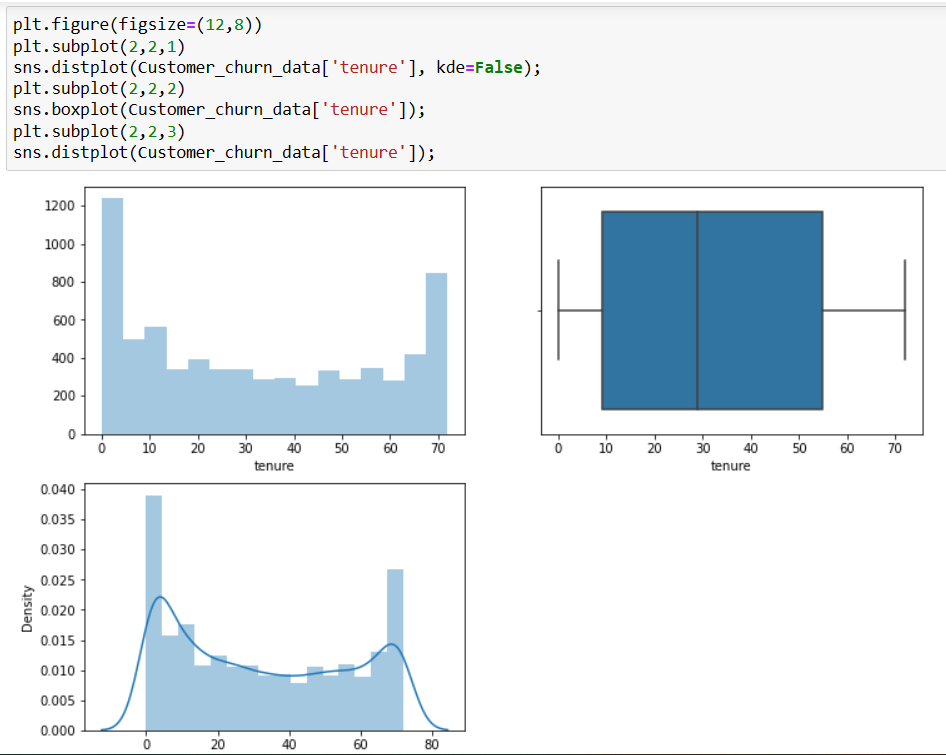 plt.figure(figsize=(12,8))
plt.subplot(2,2,1)
sns.distplot(Customer_churn_data['tenure'], kde=False);
plt.subplot(2,2,2)
sns.boxplot(Customer_churn_data['tenure']);
plt.subplot(2,2,3)
sns.distplot(Customer_churn_data['tenure']);
1200
1000
800
600
400
200
0
0 10 20 30 40 50 60 70
tenure
0 10 20 30 40 50 60 70
tenure
0.040
0.035
0.030
0.025
0.020
0.015
0.010
0.005
0.000
Density
0 20 40 60 80